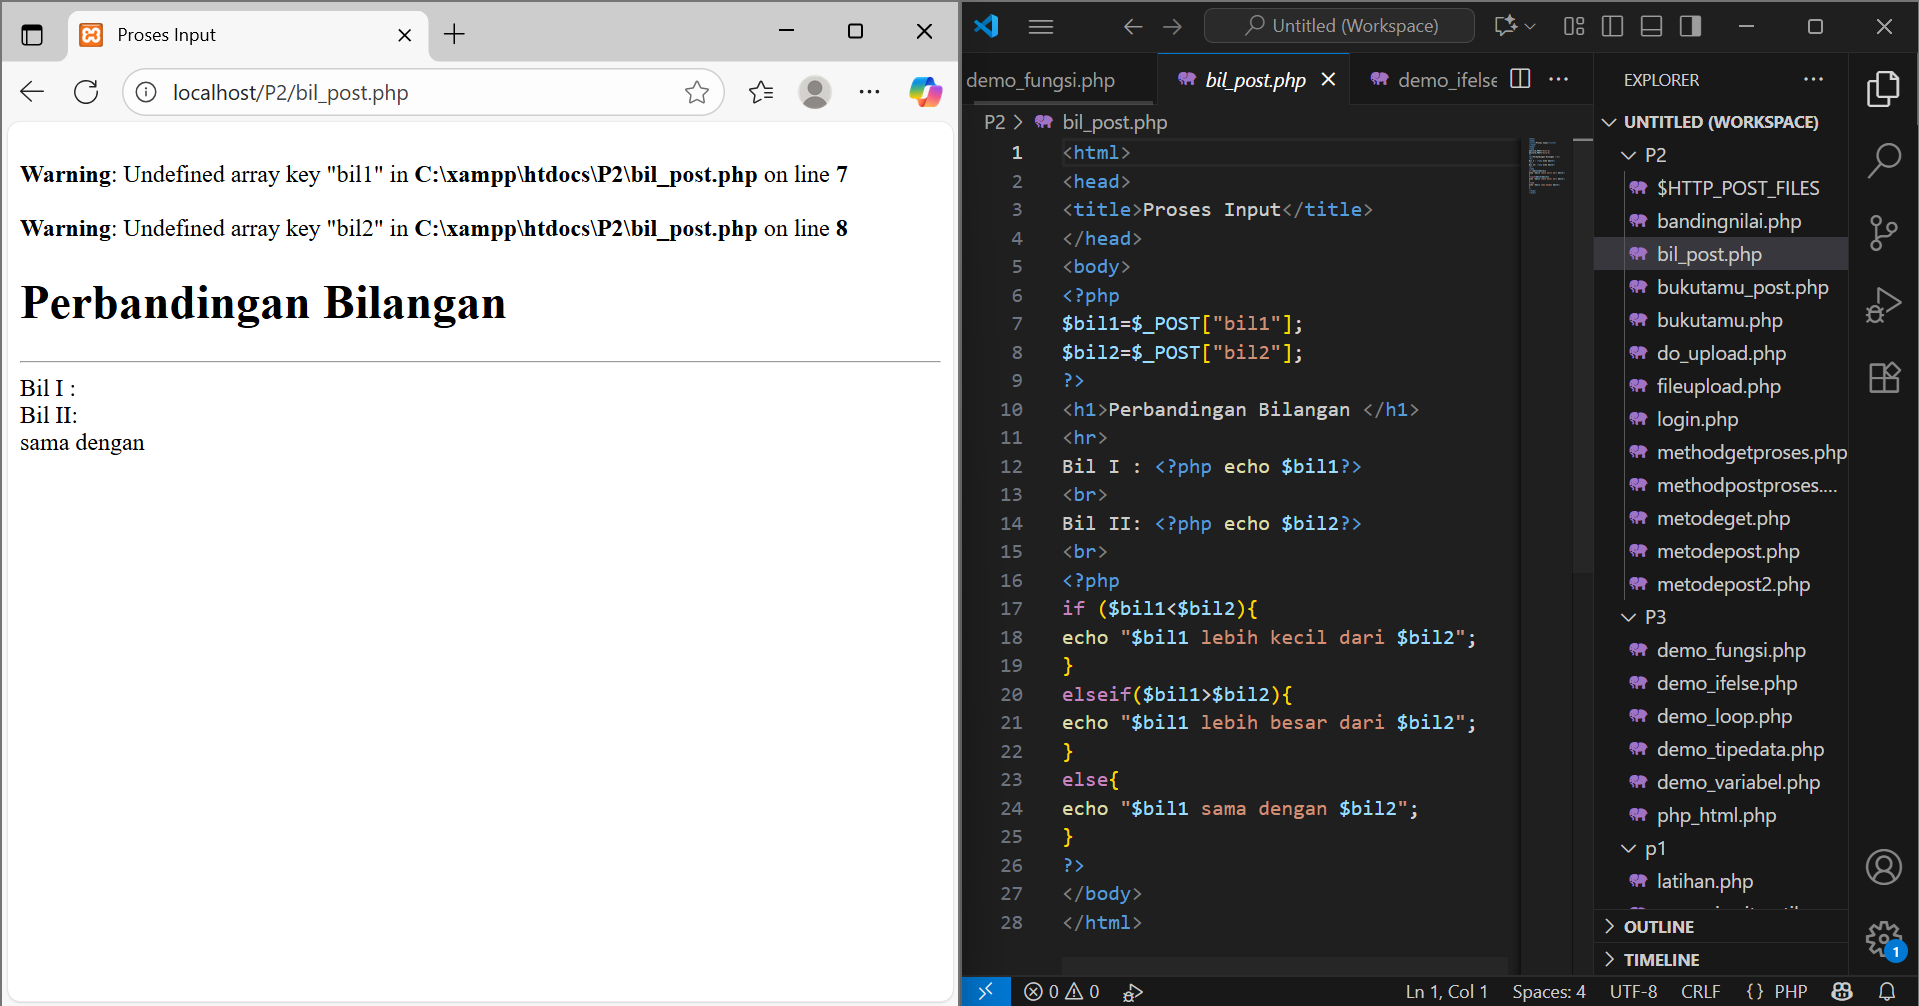 Proses Input
localhost/P2/bil_post.php
Warning: Undefined array key "bil1" in C:\xampp\htdocs\P2\bil_post.php on line 7
Warning: Undefined array key "bil2" in C:\xampp\htdocs\P2\bil_post.php on line 8
Perbandingan Bilangan
Bil I :
Bil II:
sama dengan
Untitled (Workspace)
demo_fungsi.php
bil_post.php
demo_ifelse
P2 > bil_post.php
1 <html>
2 <head>
3 <title>Proses Input</title>
4 </head>
5 <body>
6 <?php
7 $bil1=$_POST["bil1"];
8 $bil2=$_POST["bil2"];
9 ?>
10 <h1>Perbandingan Bilangan </h1>
11 <hr>
12 Bil I : <?php echo $bil1?>
13 <br>
14 Bil II: <?php echo $bil2?>
15 <br>
16 <?php
17 if ($bil1<$bil2){
18 echo "$bil1 lebih kecil dari $bil2";
19 }
20 elseif($bil1>$bil2){
21 echo "$bil1 lebih besar dari $bil2";
22 }
23 else{
24 echo "$bil1 sama dengan $bil2";
25 }
26 ?>
27 </body>
28 </html>
EXPLORER
UNTITLED (WORKSPACE)
P2
$HTTP_POST_FILES
bandingnilai.php
bil_post.php
bukutamu_post.php
bukutamu.php
do_upload.php
fileupload.php
login.php
methodgetproses.php
methodpostproses....
metodeget.php
metodepost.php
metodepost2.php
P3
demo_fungsi.php
demo_ifelse.php
demo_loop.php
demo_tipedata.php
demo_variabel.php
php_html.php
p1
latihan.php
OUTLINE
TIMELINE
1
0 0
Ln 1, Col 1 Spaces: 4 UTF-8 CRLF {} PHP